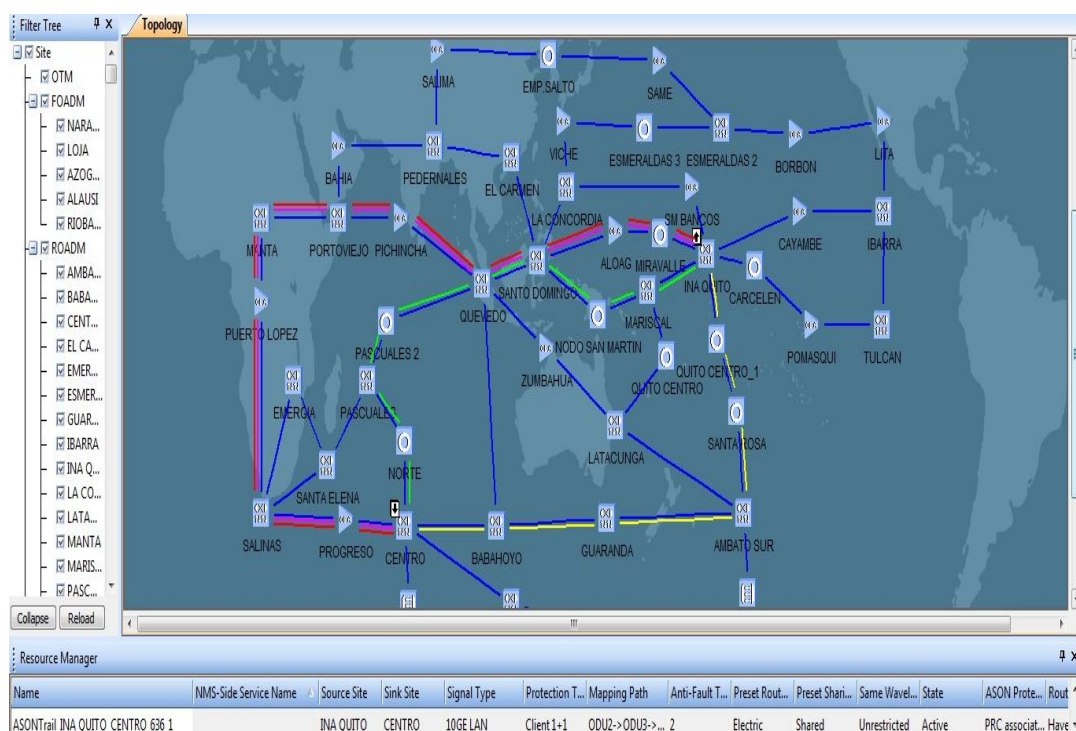 Filter Tree
Topology
Site
OTM
FOADM
NARA...
LOJA
AZOG...
ALAUSI
RIOBA...
ROADM
AMBA...
BABA...
CENT...
EL CA...
EMER...
ESMER...
GUAR...
IBARRA
INA Q...
LA CO...
LATA...
MANTA
MARIS...
PASC...
Collapse
Reload
SALIMA
EMP.SALTO
SAME
VICHE
ESMERALDAS 3
ESMERALDAS 2
BORBON
LITA
BAHIA
PEDERNALES
EL CARMEN
LA CONCORDIA
SM BANCOS
MANTA
PORTOVIEJO
PICHINCHA
ALOAG
MIRAVALLE
CAYAMBE
IBARRA
SANTO DOMINGO
INA QUITO
CARCELEN
QUEVEDO
PUERTO LOPEZ
MARISCAL
PASCUALES 2
NODO SAN MARTIN
POMASQUI
TULCAN
ZUMBAHUA
QUITO CENTRO
QUITO CENTRO_1
EMERGIA
PASCUALES
SANTA ROSA
LATACUNGA
NORTE
SANTA ELENA
SALINAS
PROGRESO
CENTRO
BABAHOYO
GUARANDA
AMBATO SUR
Resource Manager
Name
NMS-Side Service Name
Source Site
Sink Site
Signal Type
Protection T...
Mapping Path
Anti-Fault T...
Preset Rout...
Preset Shari...
Same Wavel...
State
ASON Prote...
Rout
ASONTrail INA QUITO CENTRO 636 1
INA QUITO
CENTRO
10GE LAN
Client 1+1
ODU2->ODU3->...
2
Electric
Shared
Unrestricted
Active
PRC associat...
Have